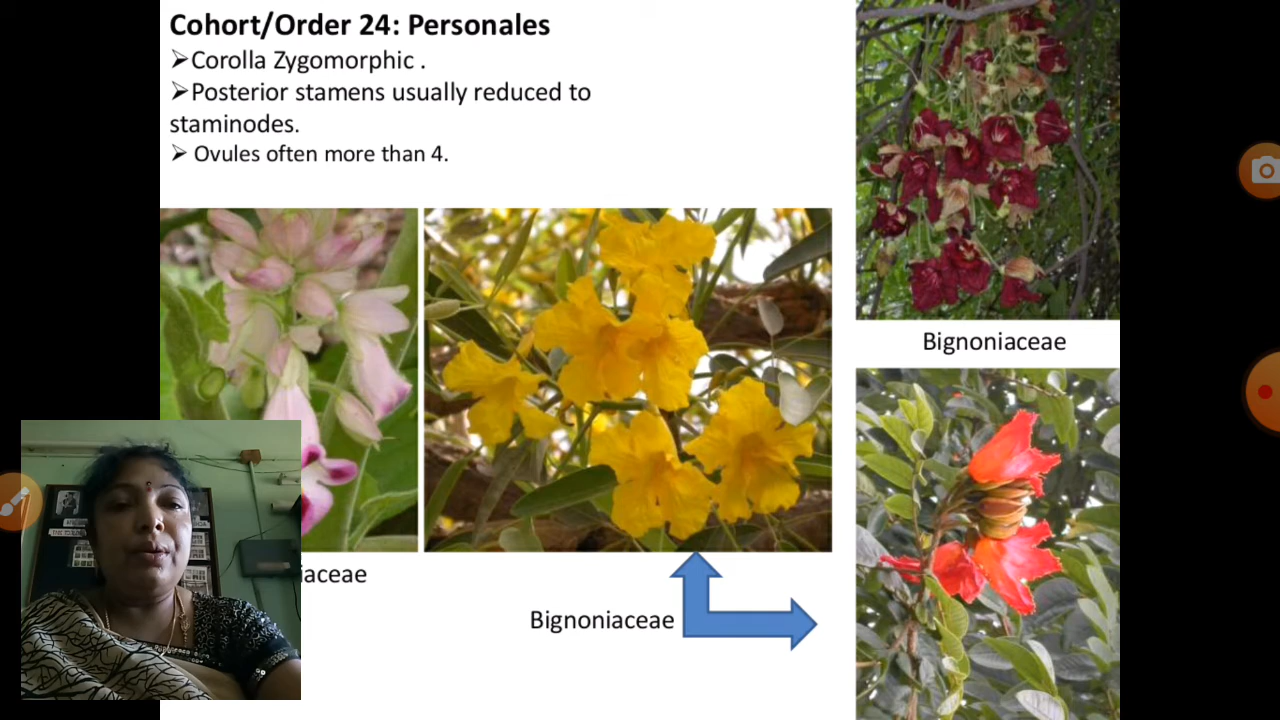 Cohort/Order 24: Personales
➢Corolla Zygomorphic .
➢Posterior stamens usually reduced to
staminodes.
➢ Ovules often more than 4.
Bignoniaceae
iaceae
Bignoniaceae